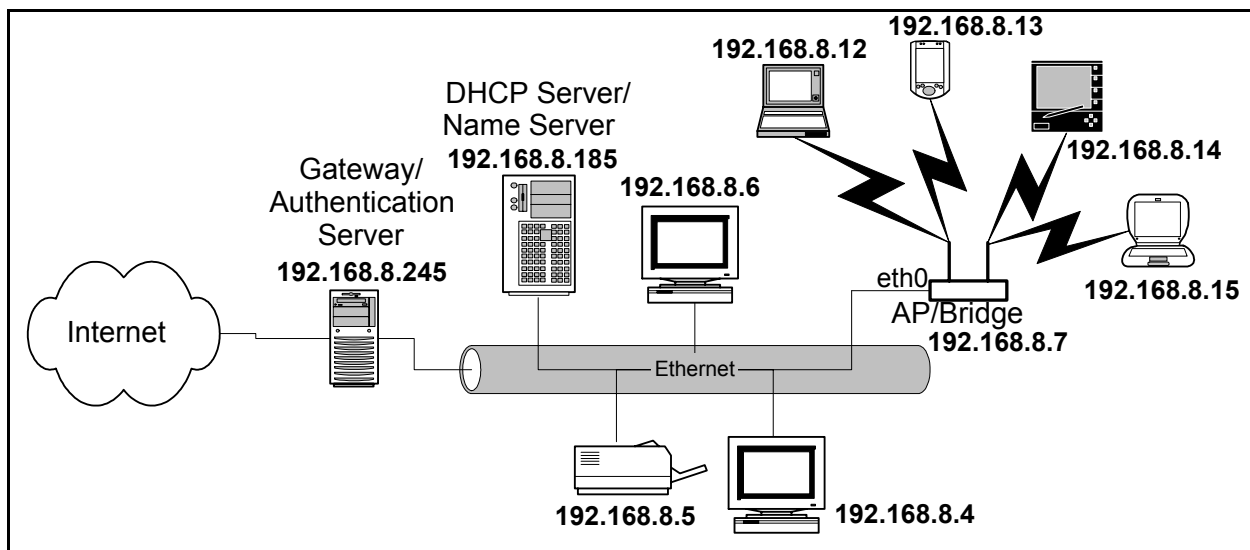 192.168.8.13
192.168.8.12
DHCP Server/
Name Server
192.168.8.185
192.168.8.14
Gateway/
Authentication
Server
192.168.8.245
192.168.8.6
eth0
192.168.8.15
AP/Bridge
192.168.8.7
Internet
Ethernet
192.168.8.5
192.168.8.4